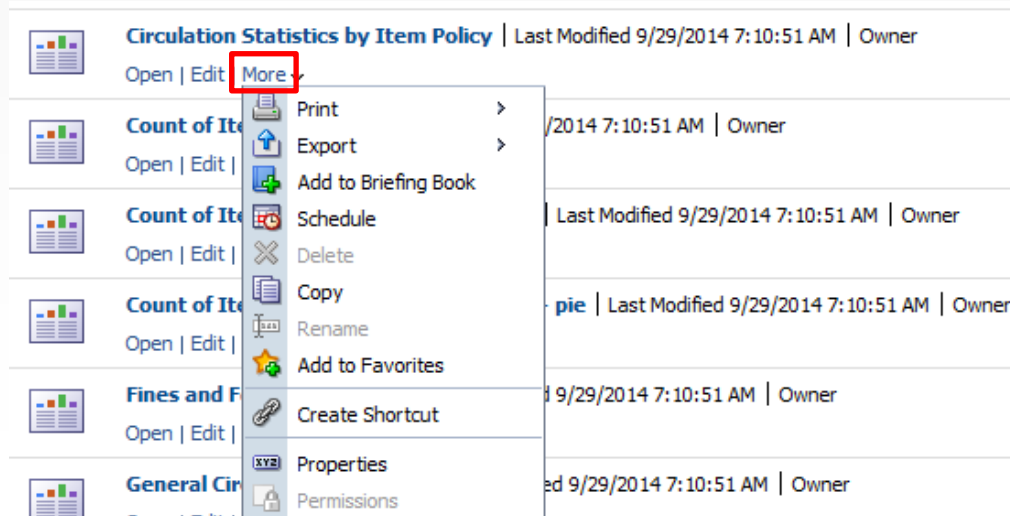 Circulation Statistics by Item Policy | Last Modified 9/29/2014 7:10:51 AM | Owner
Open | Edit More
Print
Count of Ite /2014 7:10:51 AM | Owner
Export
Open | Edit |
Add to Briefing Book
Count of Ite | Last Modified 9/29/2014 7:10:51 AM | Owner
Schedule
Open | Edit |
Delete
Copy
Count of Ite - pie | Last Modified 9/29/2014 7:10:51 AM | Owner
Rename
Open | Edit |
Add to Favorites
Fines and F d 9/29/2014 7:10:51 AM | Owner
Create Shortcut
Open | Edit |
XYZ Properties
General Cir ed 9/29/2014 7:10:51 AM | Owner
Permissions